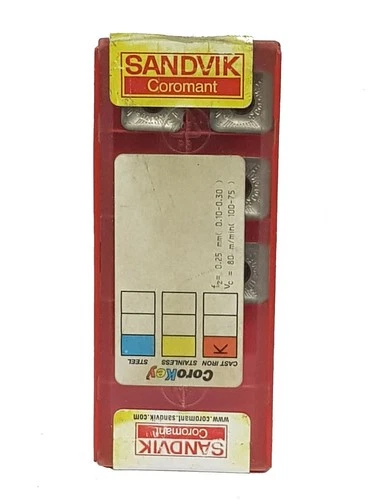 SANDVIK
Coromant
fz= 0.25 mm( 0.10-0.30 )
Vc = 80 m/min( 100-75 )
K
CAST IRON
STAINLESS
STEEL
CoroKey
www.coromant.sandvik.com
SANDVIK
Coromant